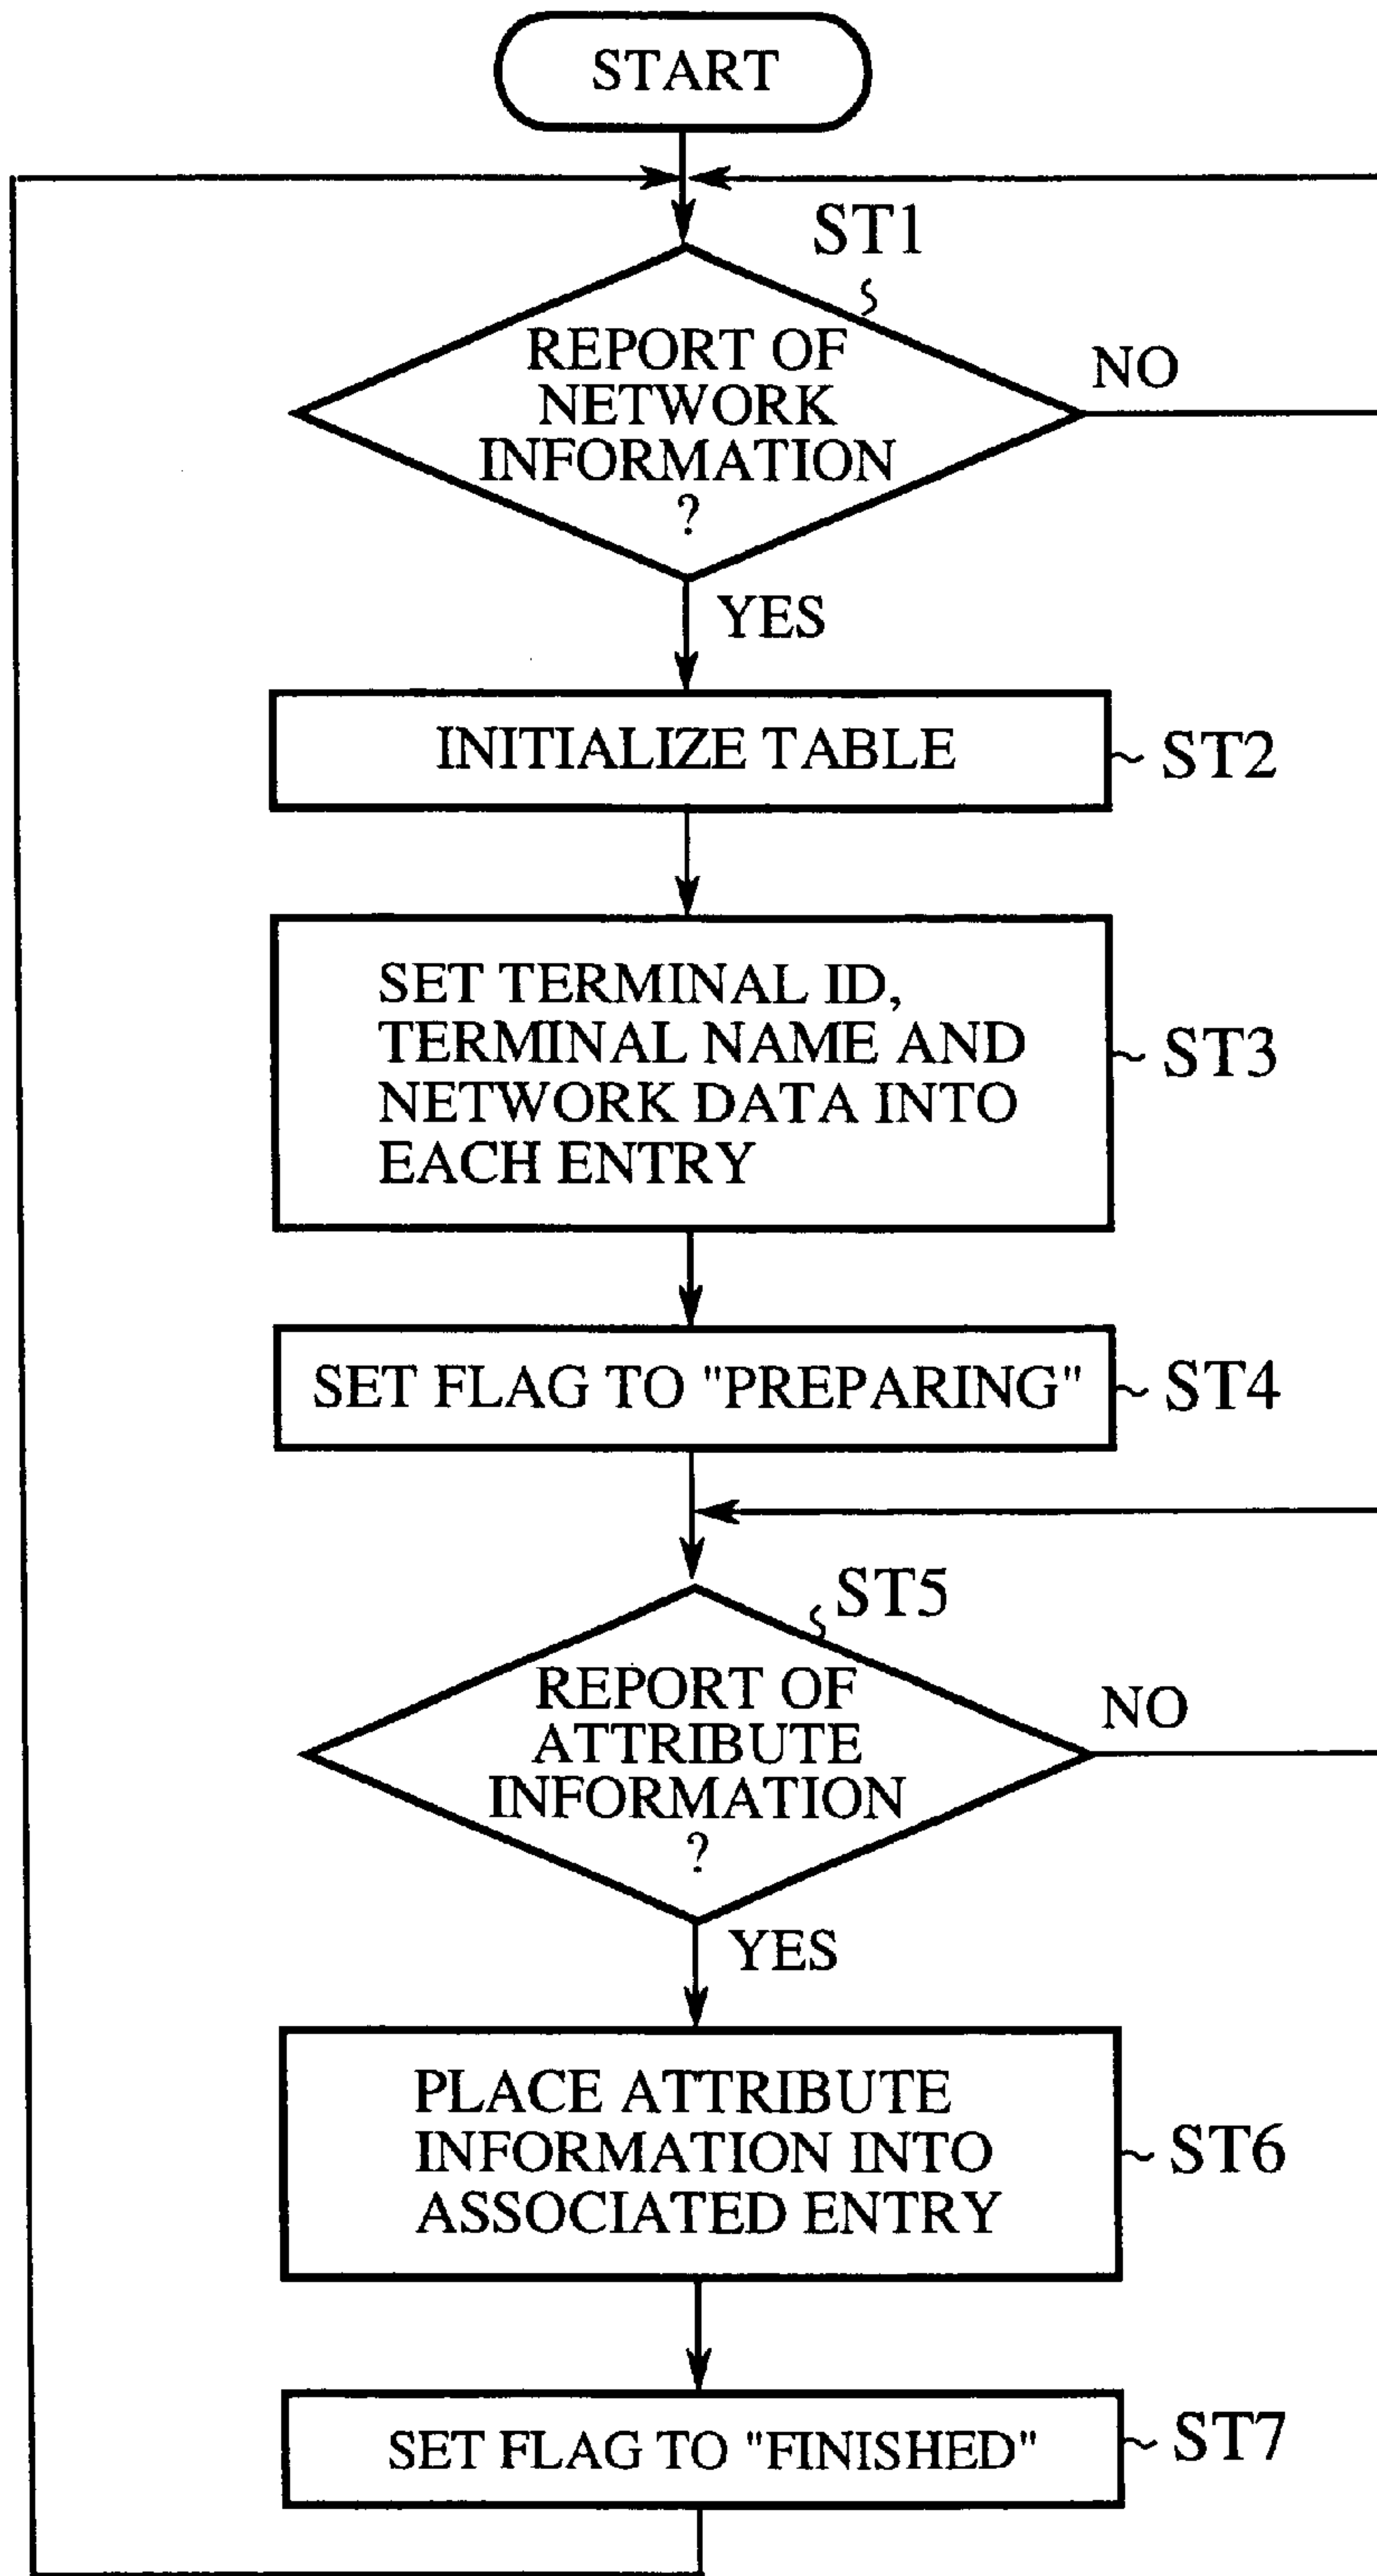 START
ST1
REPORT OF
NETWORK
INFORMATION
?
NO
YES
INITIALIZE TABLE
ST2
SET TERMINAL ID,
TERMINAL NAME AND
NETWORK DATA INTO
EACH ENTRY
ST3
SET FLAG TO "PREPARING"
ST4
ST5
REPORT OF
ATTRIBUTE
INFORMATION
?
NO
YES
PLACE ATTRIBUTE
INFORMATION INTO
ASSOCIATED ENTRY
ST6
SET FLAG TO "FINISHED"
ST7